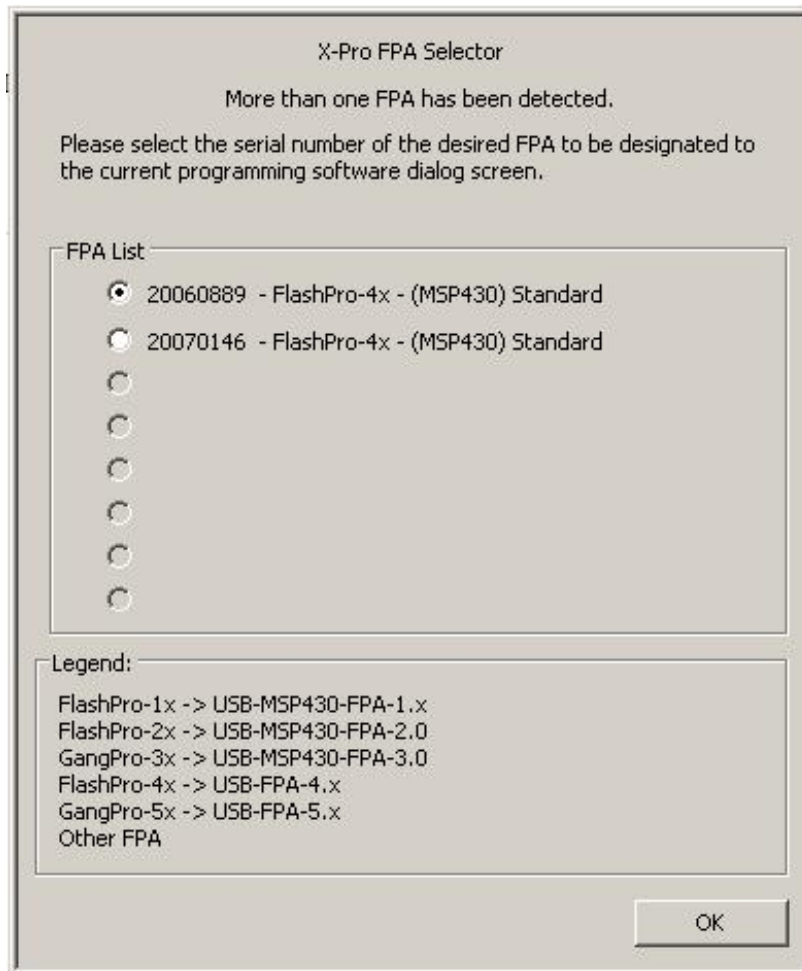 X-Pro FPA Selector
More than one FPA has been detected.
Please select the serial number of the desired FPA to be designated to
the current programming software dialog screen.
FPA List
20060889 - FlashPro-4x - (MSP430) Standard
20070146 - FlashPro-4x - (MSP430) Standard
Legend:
FlashPro-1x -> USB-MSP430-FPA-1.x
FlashPro-2x -> USB-MSP430-FPA-2.0
GangPro-3x -> USB-MSP430-FPA-3.0
FlashPro-4x -> USB-FPA-4.x
GangPro-5x -> USB-FPA-5.x
Other FPA
OK